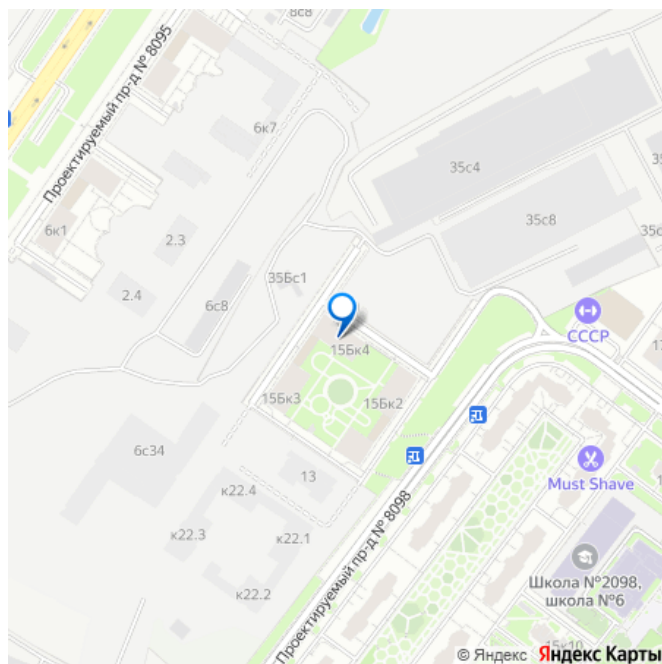 8с8
Проектируемый пр-д № 8095
6к7
35с4
35с8
35с
6к1
2.3
2.4
6с8
35Бс1
СССР
15Бк4
15Бк3
15Бк2
6с34
13
Must Shave
к22.4
к22.3
к22.1
к22.2
Проектируемый пр-д № 8098
Школа №2098,
школа №6
15к10
© Яндекс Яндекс Карты